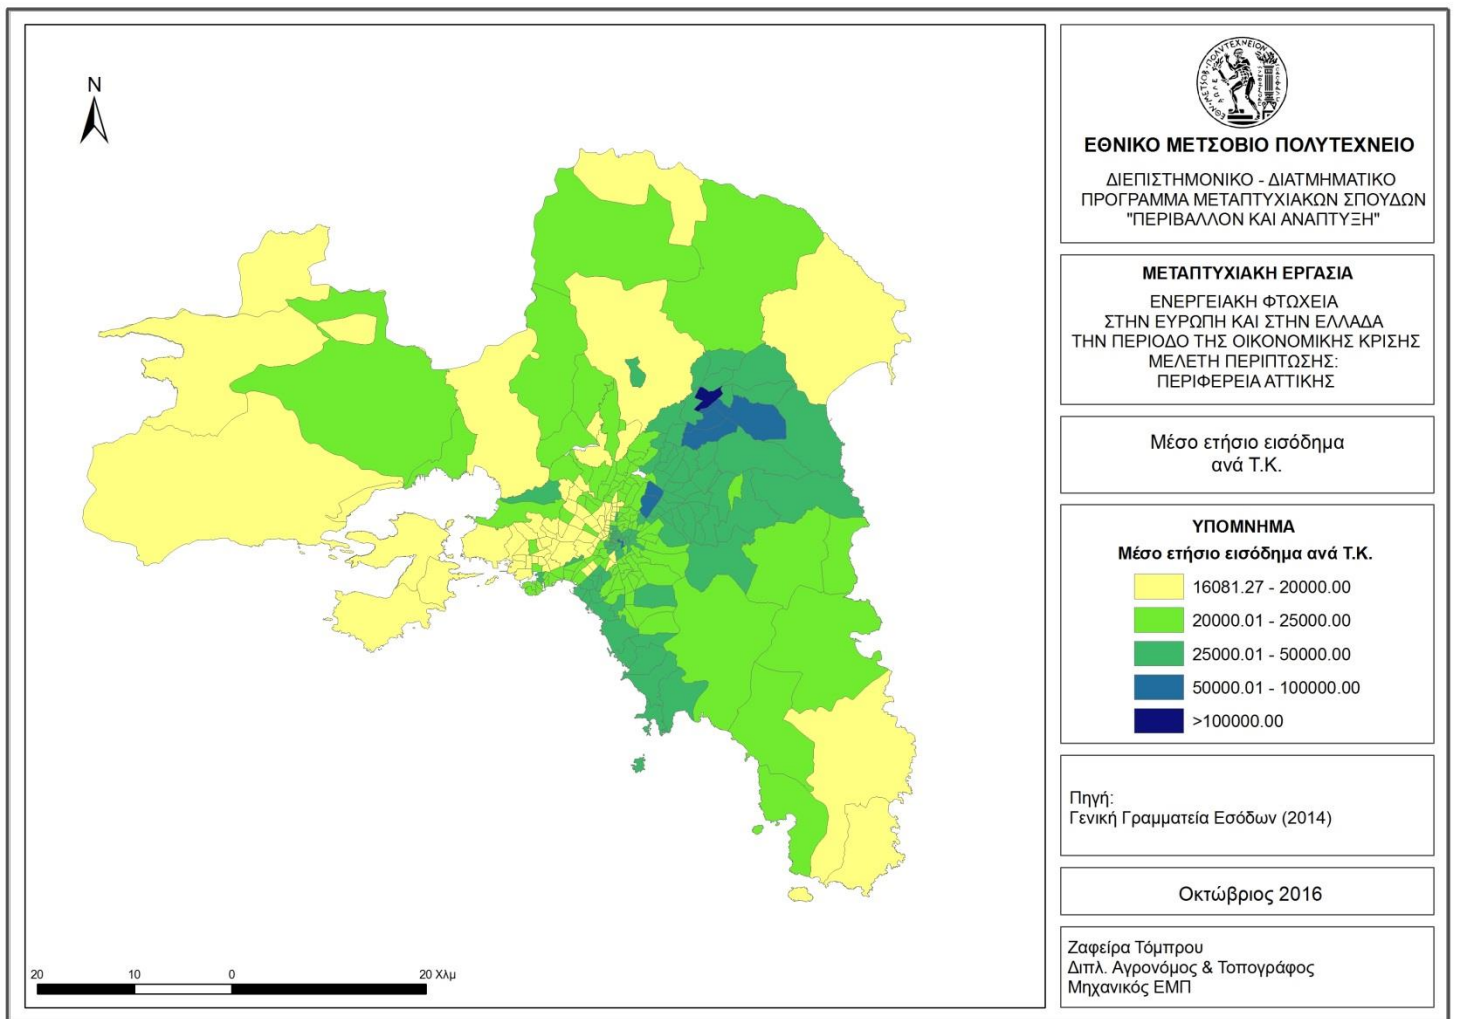 N
20
10
0
20 Χλμ
ΕΘΝΙΚΟ ΜΕΤΣΟΒΙΟ ΠΟΛΥΤΕΧΝΕΙΟ
ΔΙΕΠΙΣΤΗΜΟΝΙΚΟ - ΔΙΑΤΜΗΜΑΤΙΚΟ
ΠΡΟΓΡΑΜΜΑ ΜΕΤΑΠΤΥΧΙΑΚΩΝ ΣΠΟΥΔΩΝ
"ΠΕΡΙΒΑΛΛΟΝ ΚΑΙ ΑΝΑΠΤΥΞΗ"
ΜΕΤΑΠΤΥΧΙΑΚΗ ΕΡΓΑΣΙΑ
ΕΝΕΡΓΕΙΑΚΗ ΦΤΩΧΕΙΑ
ΣΤΗΝ ΕΥΡΩΠΗ ΚΑΙ ΣΤΗΝ ΕΛΛΑΔΑ
ΤΗΝ ΠΕΡΙΟΔΟ ΤΗΣ ΟΙΚΟΝΟΜΙΚΗΣ ΚΡΙΣΗΣ
ΜΕΛΕΤΗ ΠΕΡΙΠΤΩΣΗΣ:
ΠΕΡΙΦΕΡΕΙΑ ΑΤΤΙΚΗΣ
Μέσο ετήσιο εισόδημα
ανά Τ.Κ.
ΥΠΟΜΝΗΜΑ
Μέσο ετήσιο εισόδημα ανά Τ.Κ.
16081.27 - 20000.00
20000.01 - 25000.00
25000.01 - 50000.00
50000.01 - 100000.00
>100000.00
Πηγή:
Γενική Γραμματεία Εσόδων (2014)
Οκτώβριος 2016
Ζαφείρα Τόμπρου
Διπλ. Αγρονόμος & Τοπογράφος
Μηχανικός ΕΜΠ